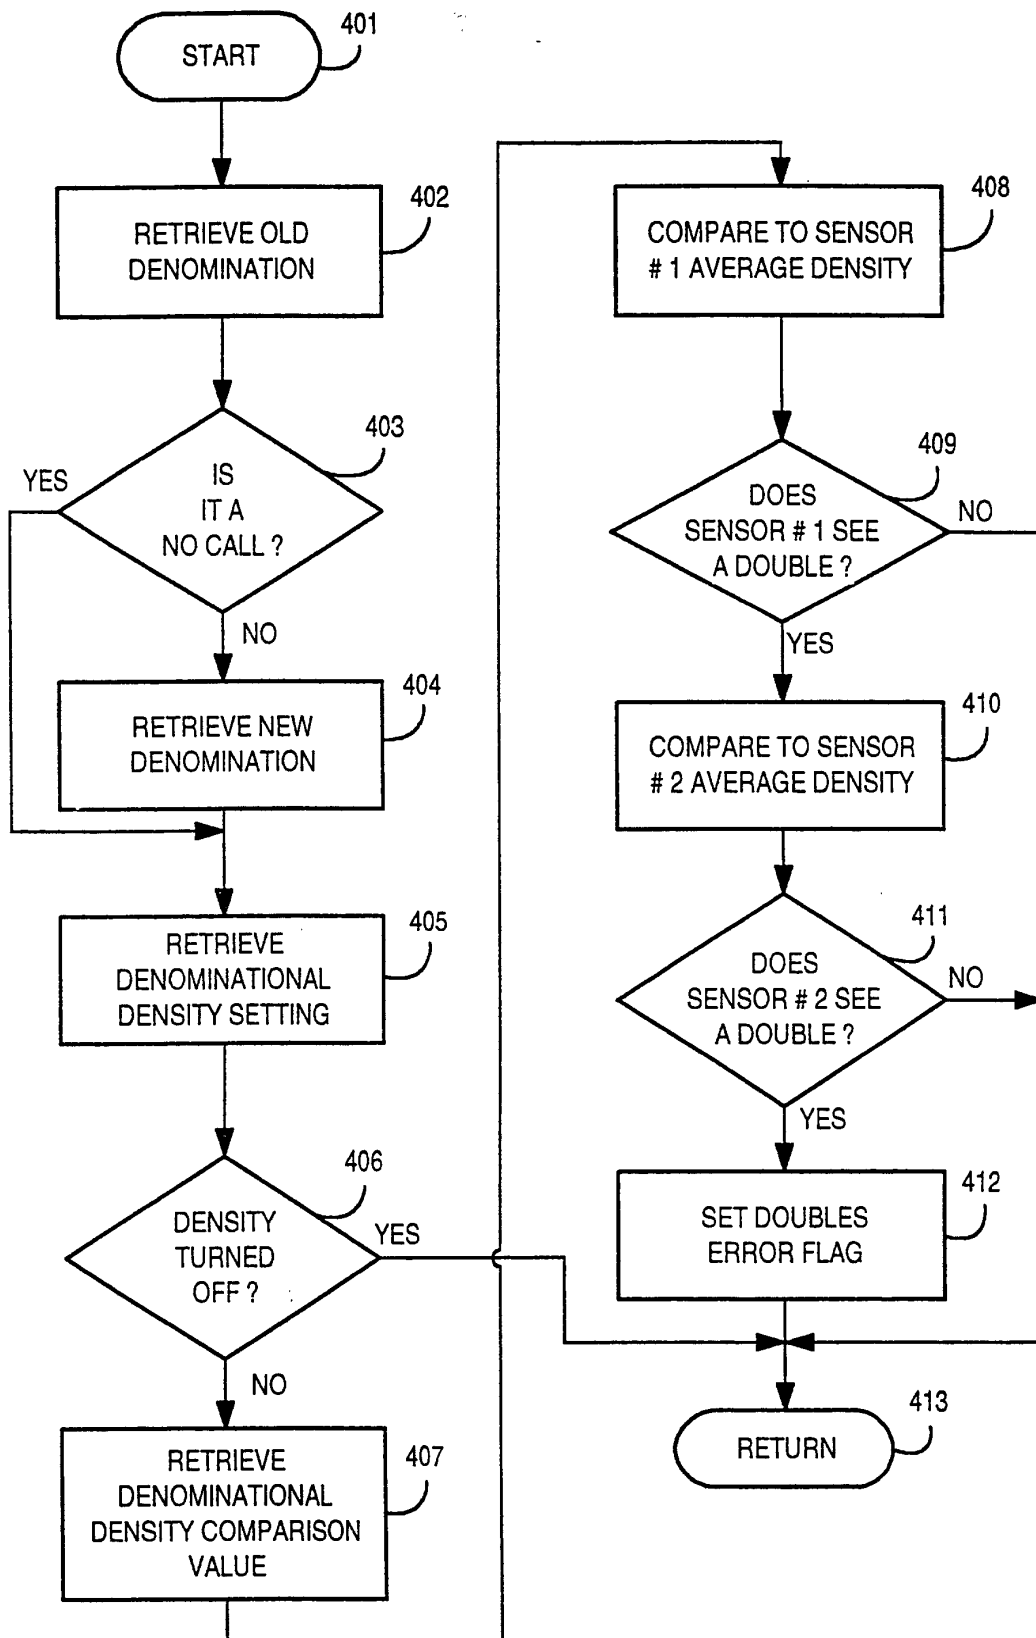 START
401
RETRIEVE OLD
DENOMINATION
402
IS
IT A
NO CALL ?
403
YES
NO
RETRIEVE NEW
DENOMINATION
404
RETRIEVE
DENOMINATIONAL
DENSITY SETTING
405
DENSITY
TURNED
OFF ?
406
YES
NO
RETRIEVE
DENOMINATIONAL
DENSITY COMPARISON
VALUE
407
COMPARE TO SENSOR
# 1 AVERAGE DENSITY
408
DOES
SENSOR # 1 SEE
A DOUBLE ?
409
NO
YES
COMPARE TO SENSOR
# 2 AVERAGE DENSITY
410
DOES
SENSOR # 2 SEE
A DOUBLE ?
411
NO
YES
SET DOUBLES
ERROR FLAG
412
RETURN
413